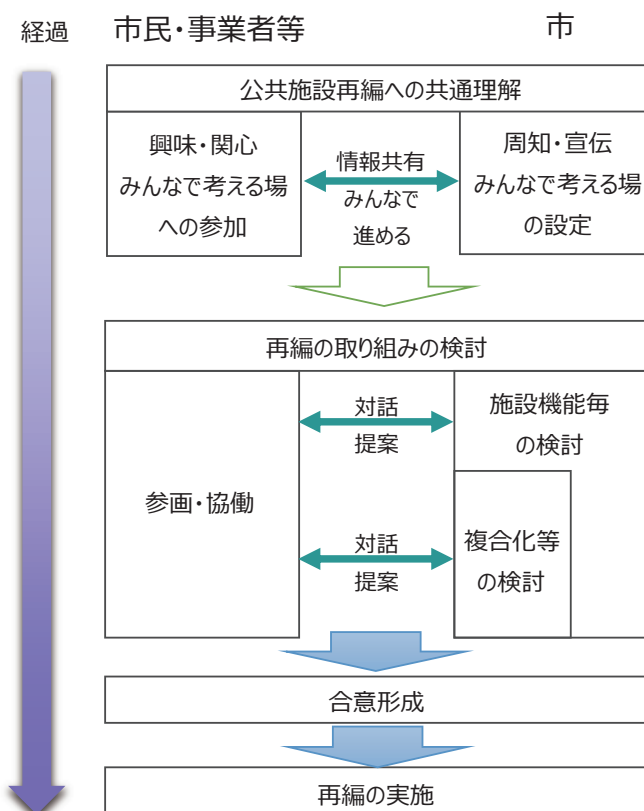 経過
市民・事業者等
市
公共施設再編への共通理解
興味・関心
みんなで考える場
への参加
情報共有
みんなで
進める
周知・宣伝
みんなで考える場
の設定
再編の取り組みの検討
参画・協働
対話
提案
施設機能毎
の検討
対話
提案
複合化等
の検討
合意形成
再編の実施